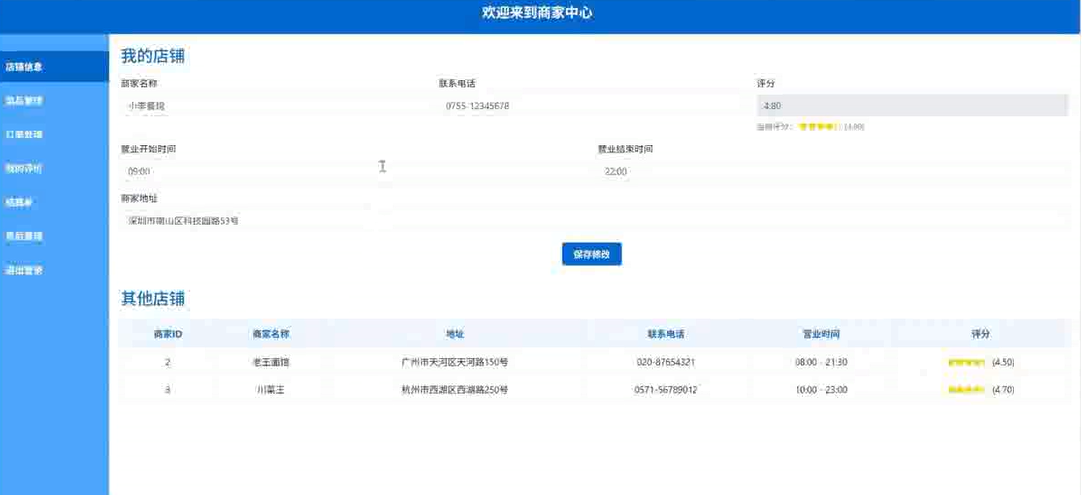 欢迎来到商家中心
店铺信息
菜品管理
订单处理
我的评价
售后管理
退出登录
我的店铺
商家名称 联系电话 评分
小李餐馆 0755-12345678 4.80
(4.80)
营业开始时间 营业结束时间
09:00 22:00
商家地址
深圳市南山区科技园路53号
保存修改
其他店铺
商家ID 商家名称 地址 联系电话 营业时间 评分
2 老王面馆 广州市天河区天河路150号 020-87654321 08:00 - 21:30 (4.50)
3 川菜王 杭州市西湖区西湖路250号 0571-56789012 10:00 - 23:00 (4.70)